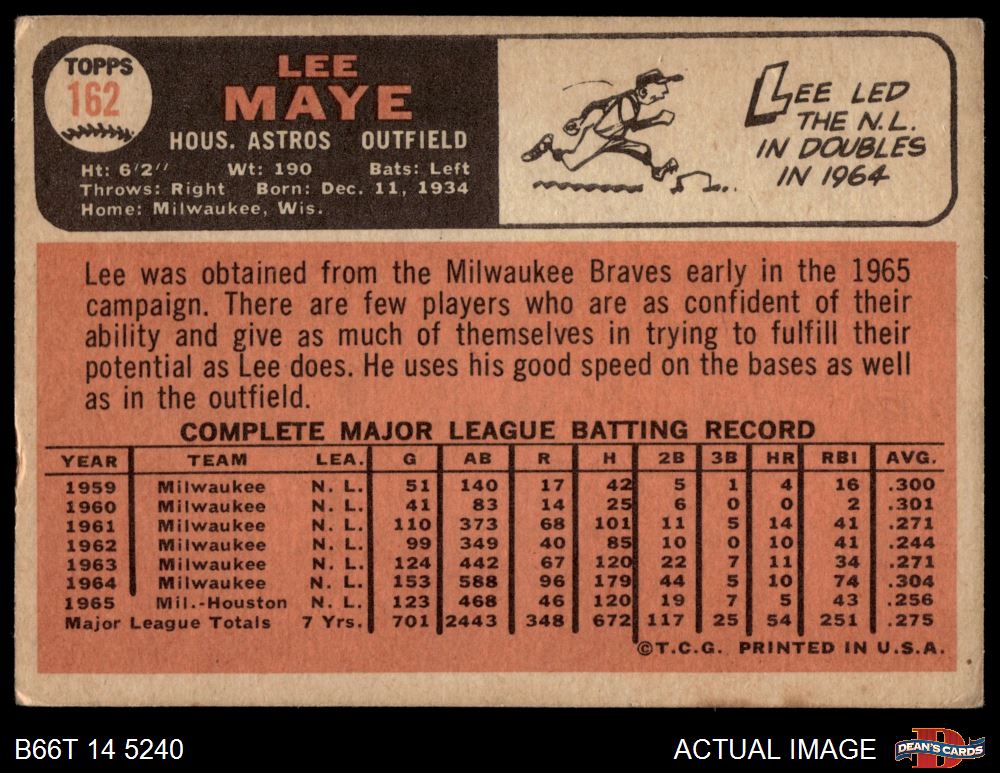 TOPPS
162
LEE
MAYE
HOUS. ASTROS OUTFIELD
Ht: 6'2" Wt: 190 Bats: Left
Throws: Right Born: Dec. 11, 1934
Home: Milwaukee, Wis.
LEE LED
THE N.L.
IN DOUBLES
IN 1964
Lee was obtained from the Milwaukee Braves early in the 1965
campaign. There are few players who are as confident of their
ability and give as much of themselves in trying to fulfill their
potential as Lee does. He uses his good speed on the bases as well
as in the outfield.
COMPLETE MAJOR LEAGUE BATTING RECORD
YEAR TEAM LEA. G AB R H 2B 3B HR RBI AVG.
1959 Milwaukee N. L. 51 140 17 42 5 1 4 16 .300
1960 Milwaukee N. L. 41 83 14 25 6 0 0 2 .301
1961 Milwaukee N. L. 110 373 68 101 11 5 14 41 .271
1962 Milwaukee N. L. 99 349 40 85 10 0 10 41 .244
1963 Milwaukee N. L. 124 442 67 120 22 7 11 34 .271
1964 Milwaukee N. L. 153 588 96 179 44 5 10 74 .304
1965 Mil.-Houston N. L. 123 468 46 120 19 7 5 43 .256
Major League Totals 7 Yrs. 701 2443 348 672 117 25 54 251 .275
©T.C.G. PRINTED IN U.S.A.
B66T 14 5240
ACTUAL IMAGE
D
DEAN'S CARDS